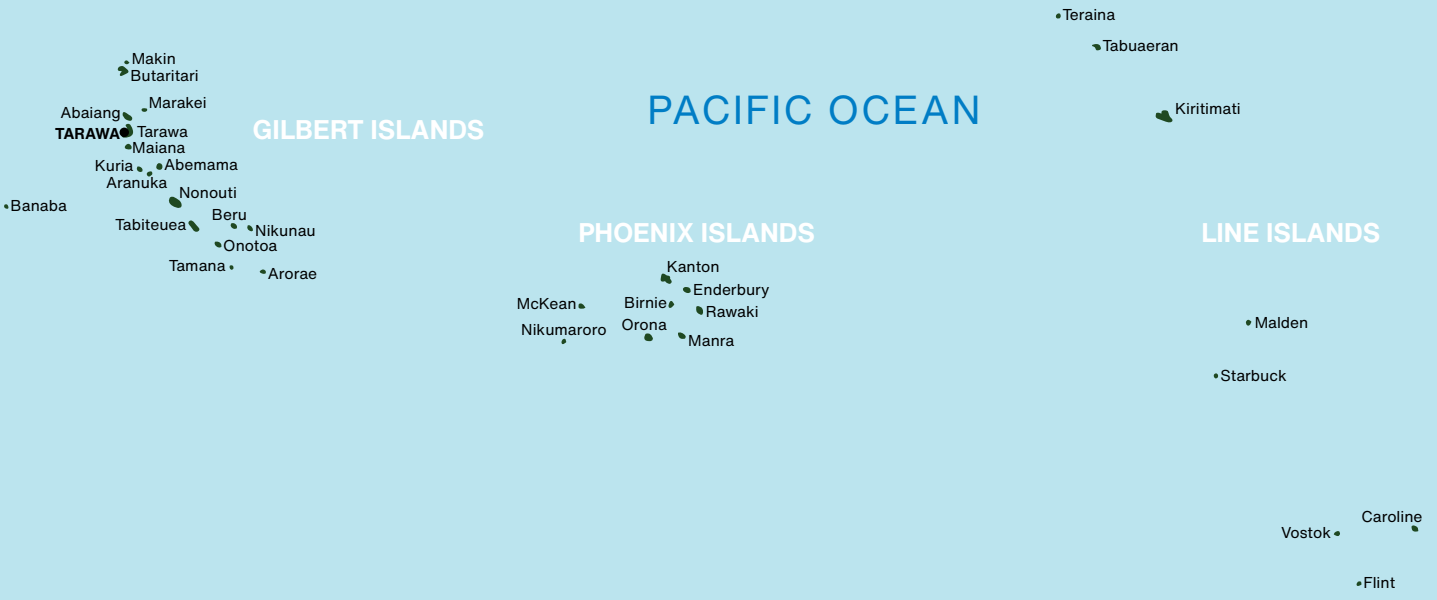 Teraina
Tabuaeran
Makin
Butaritari
Marakei
Abaiang
PACIFIC OCEAN
Kiritimati
TARAWA
Tarawa
GILBERT ISLANDS
Maiana
Kuria
Abemama
Aranuka
Nonouti
Banaba
Beru
Tabiteuea
Nikunau
Onotoa
PHOENIX ISLANDS
LINE ISLANDS
Tamana
Arorae
Kanton
Enderbury
McKean
Birnie
Rawaki
Nikumaroro
Orona
Manra
Malden
Starbuck
Caroline
Vostok
Flint